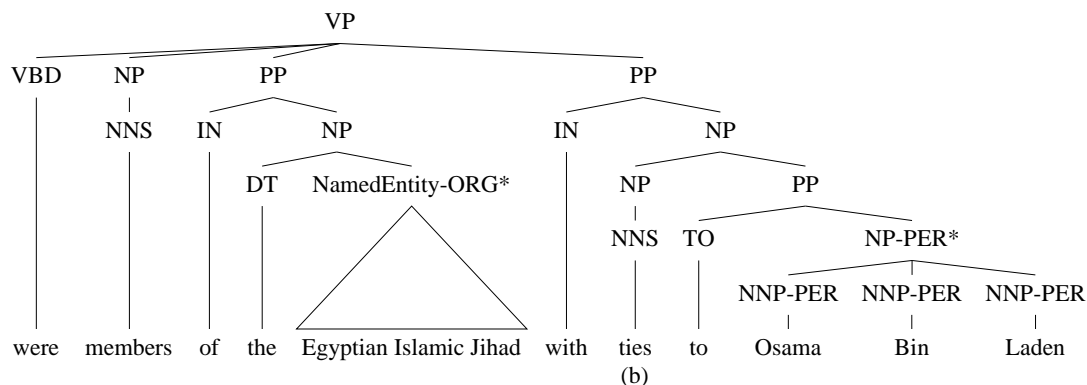 VP
VBD NP PP PP
NNS IN NP IN NP
DT NamedEntity-ORG* NP PP
NNS TO NP-PER*
NNP-PER NNP-PER NNP-PER
were members of the Egyptian Islamic Jihad with ties to Osama Bin Laden
(b)